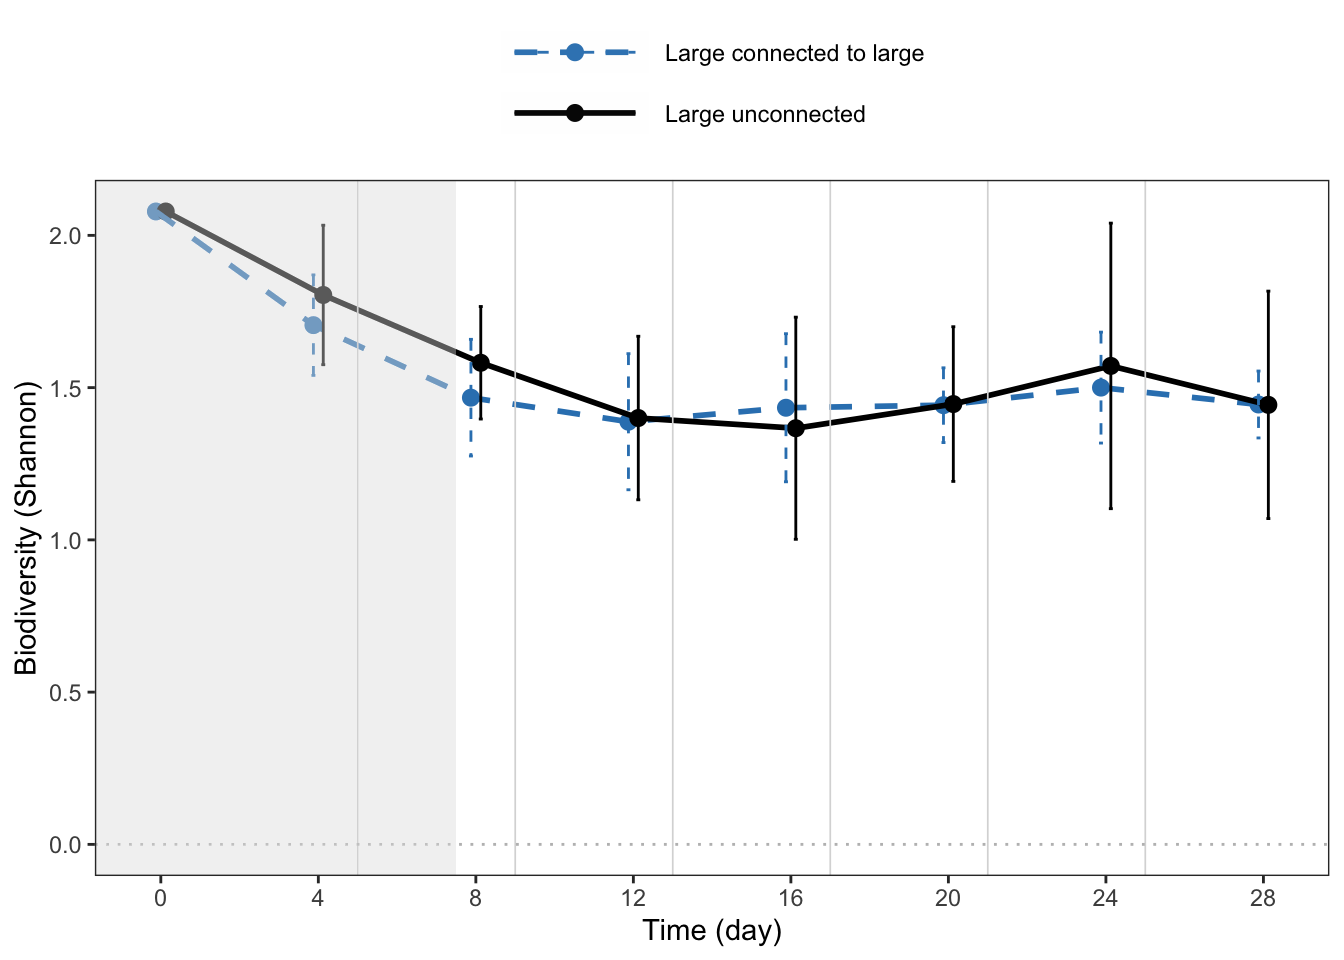 Large connected to large
Large unconnected
Biodiversity (Shannon)
2.0
1.5
1.0
0.5
0.0
0 4 8 12 16 20 24 28
Time (day)